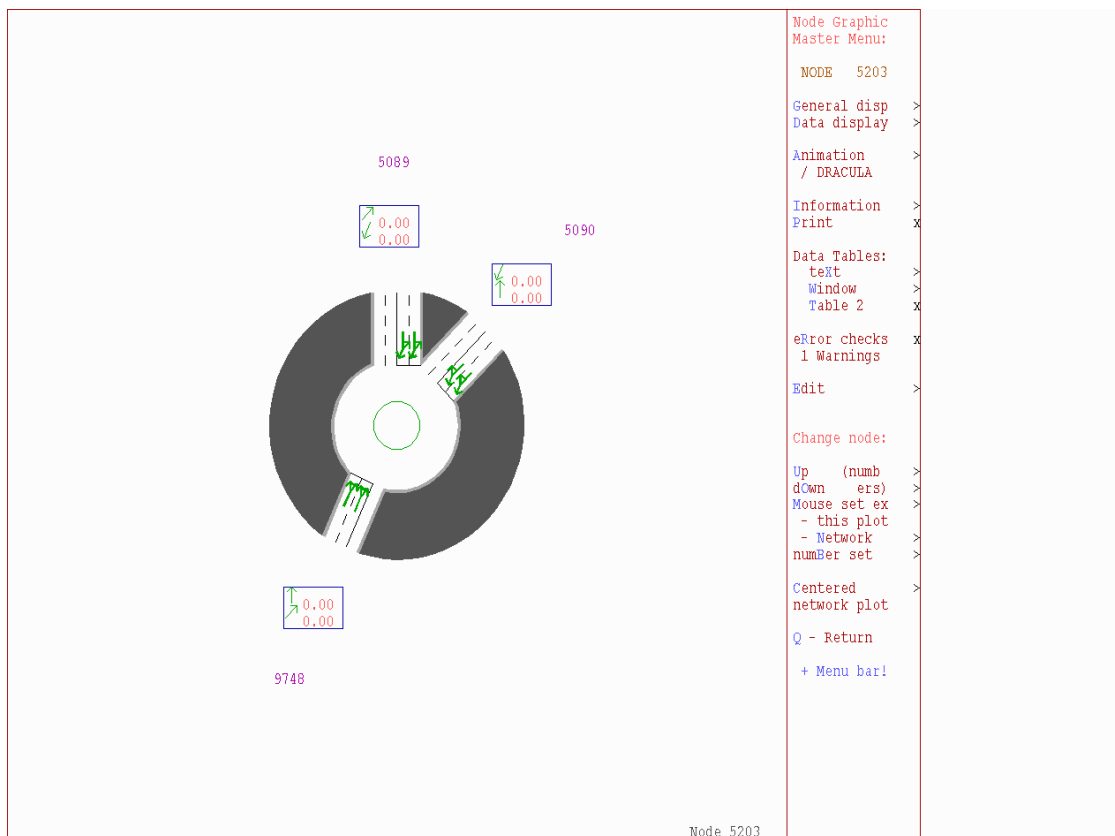 5089
0.00
0.00
5090
0.00
0.00
0.00
0.00
9748
Node 5203
Node Graphic
Master Menu:
NODE 5203
General disp >
Data display >
Animation >
/ DRACULA
Information >
Print x
Data Tables:
teXt >
Window >
Table 2 x
eRror checks x
1 Warnings
Edit >
Change node:
Up (numb >
dOwn ers) >
Mouse set ex >
- this plot
- Network >
numBer set >
Centered >
network plot
Q - Return
+ Menu bar!